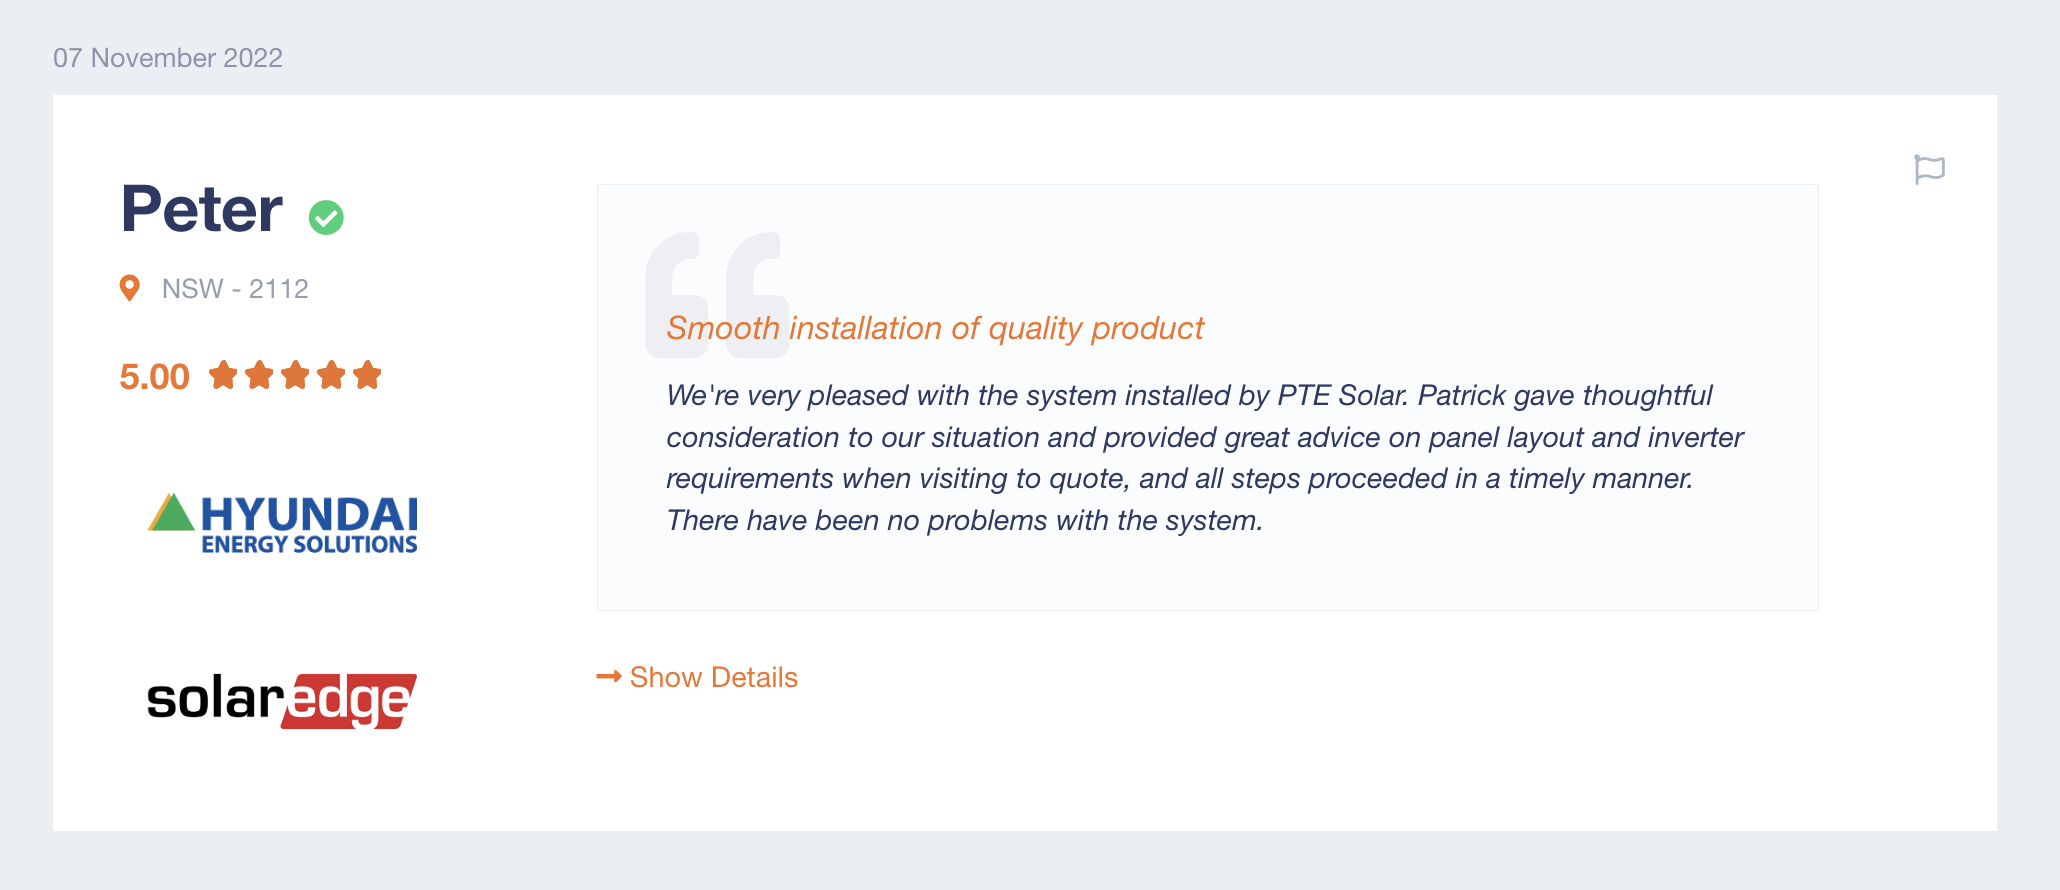 07 November 2022
Peter
NSW - 2112
5.00
HYUNDAI
ENERGY SOLUTIONS
solaredge
Smooth installation of quality product
We're very pleased with the system installed by PTE Solar. Patrick gave thoughtful
consideration to our situation and provided great advice on panel layout and inverter
requirements when visiting to quote, and all steps proceeded in a timely manner.
There have been no problems with the system.
Show Details